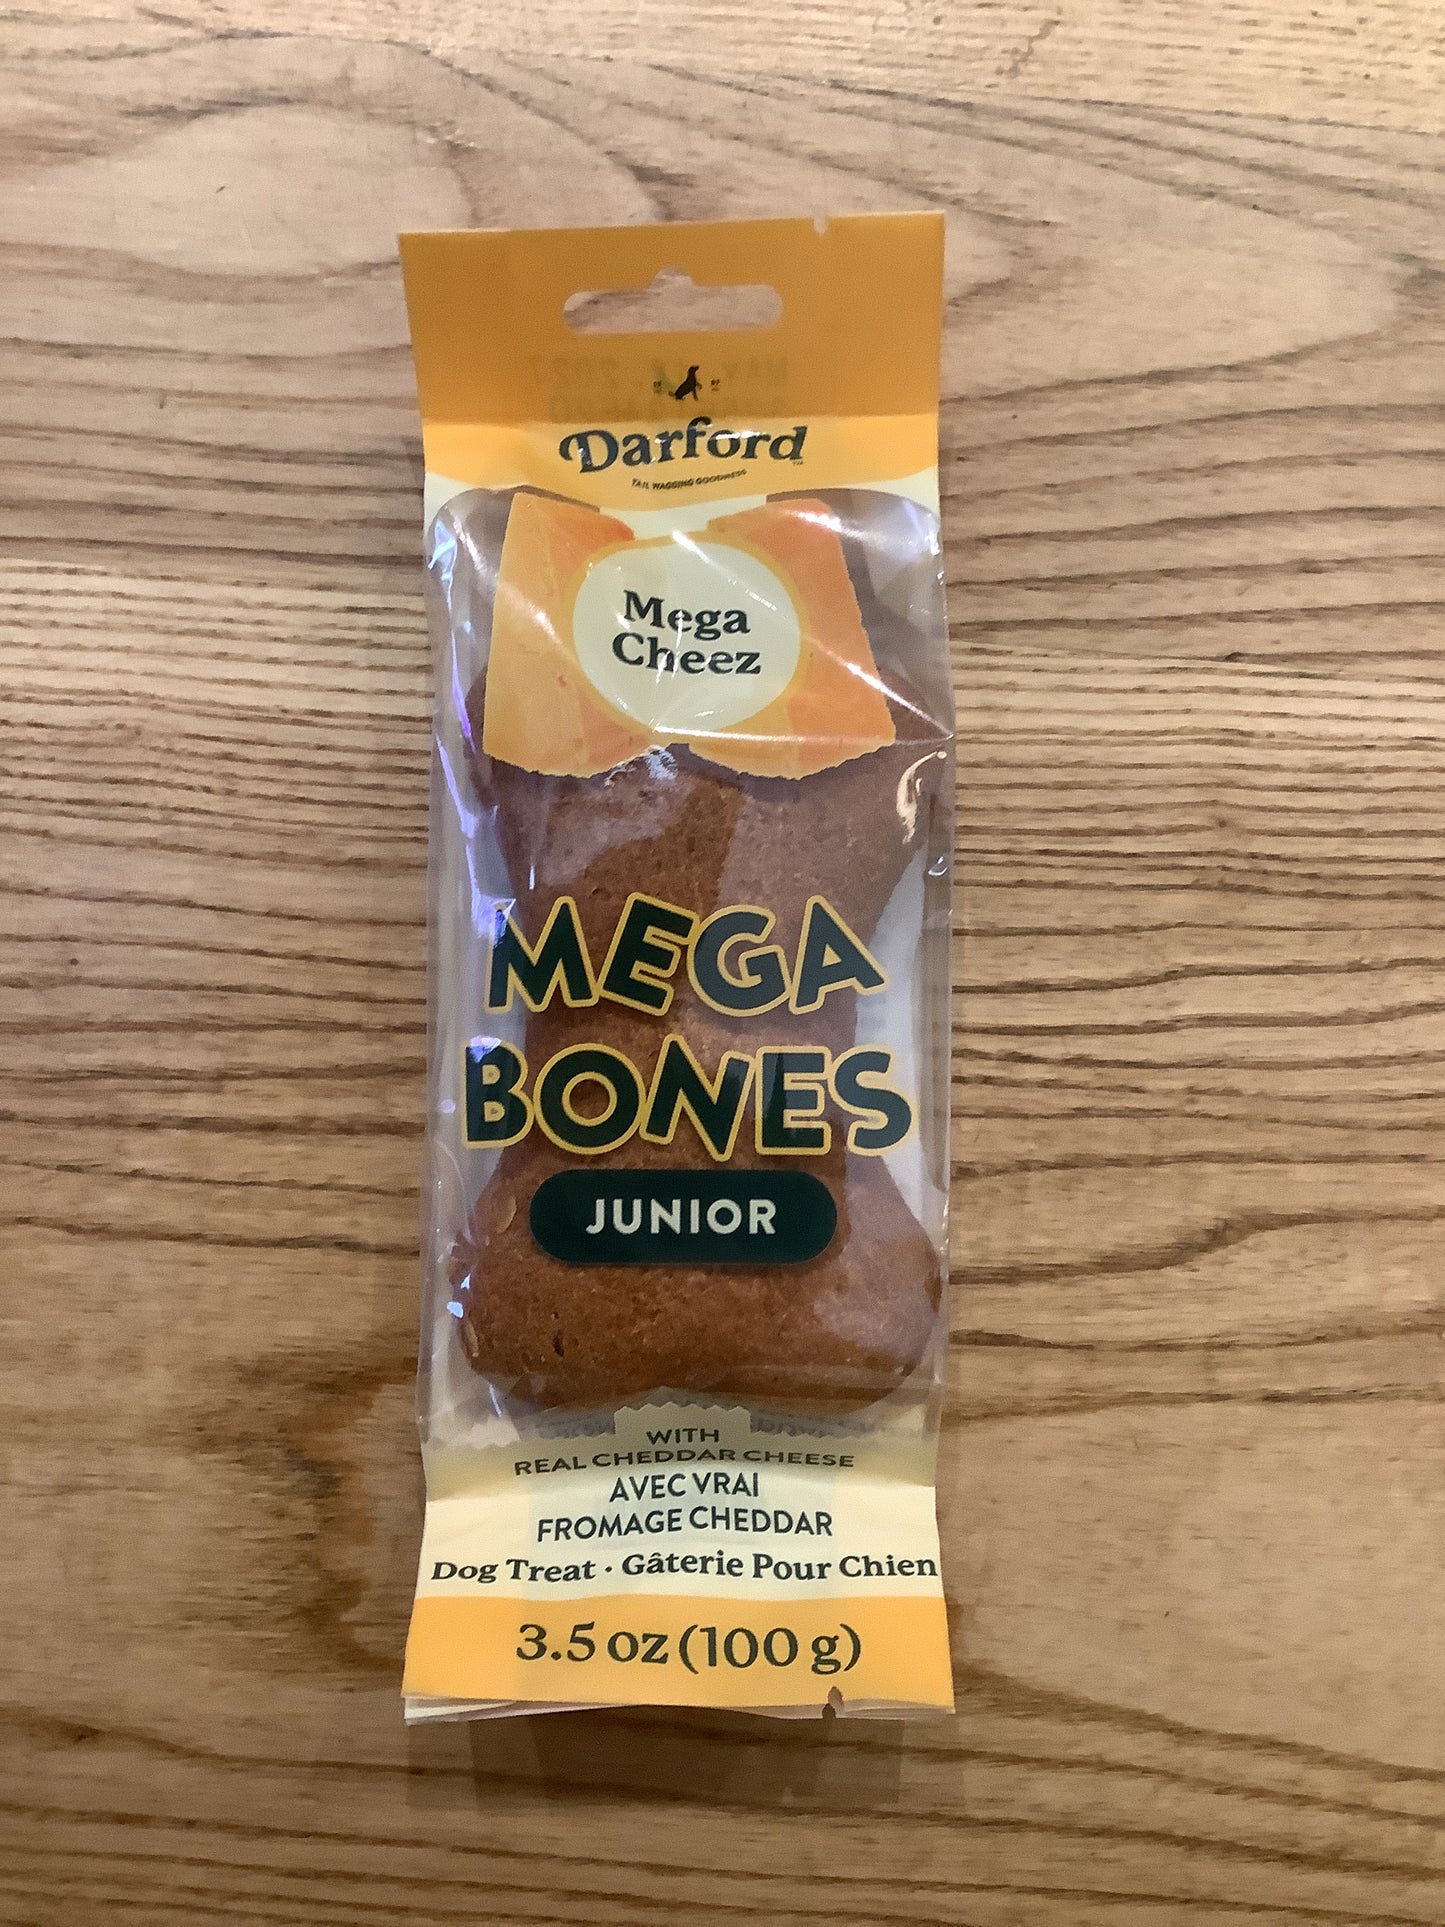 Darford
TAIL WAGGING GOODNESS
Mega
Cheez
MEGA
BONES
JUNIOR
WITH
REAL CHEDDAR CHEESE
AVEC VRAI
FROMAGE CHEDDAR
Dog Treat · Gâterie Pour Chien
3.5 oz (100 g)